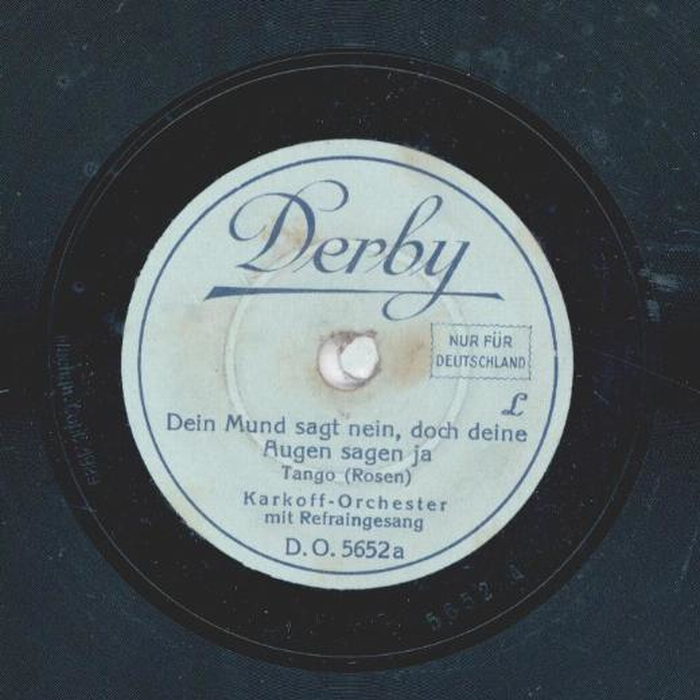 Derby
NUR FÜR
DEUTSCHLAND
L
Dein Mund sagt nein, doch deine
Augen sagen ja
Tango (Rosen)
Karkoff-Orchester
mit Refraingesang
D.O. 5652a
5652 A